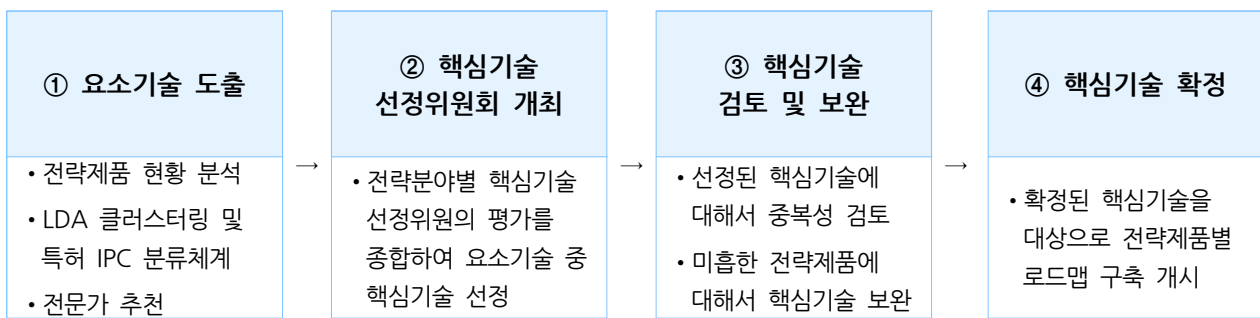 ① 요소기술 도출
• 전략제품 현황 분석
• LDA 클러스터링 및
특허 IPC 분류체계
• 전문가 추천
→
② 핵심기술
선정위원회 개최
• 전략분야별 핵심기술
선정위원의 평가를
종합하여 요소기술 중
핵심기술 선정
→
③ 핵심기술
검토 및 보완
• 선정된 핵심기술에
대해서 중복성 검토
• 미흡한 전략제품에
대해서 핵심기술 보완
→
④ 핵심기술 확정
• 확정된 핵심기술을
대상으로 전략제품별
로드맵 구축 개시